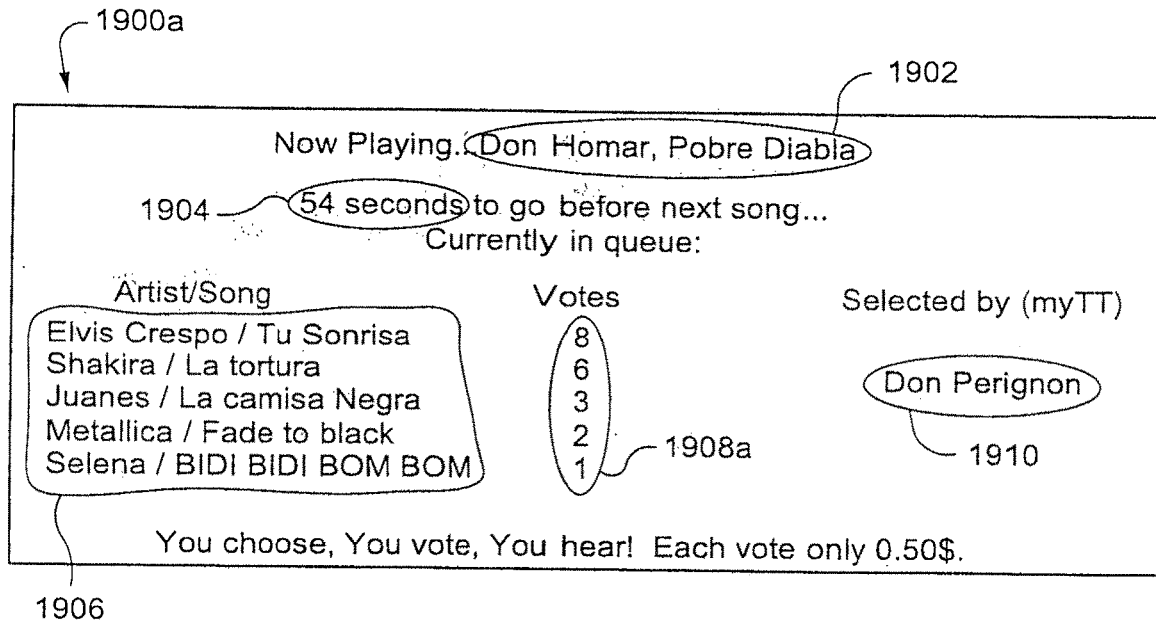 1900a
1902
Now Playing...Don Homar, Pobre Diabla
1904
54 seconds to go before next song...
Currently in queue:
Artist/Song Votes Selected by (myTT)
Elvis Crespo / Tu Sonrisa 8
Shakira / La tortura 6
Juanes / La camisa Negra 3 Don Perignon
Metallica / Fade to black 2
Selena / BIDI BIDI BOM BOM 1
1908a
1910
You choose, You vote, You hear! Each vote only 0.50$.
1906